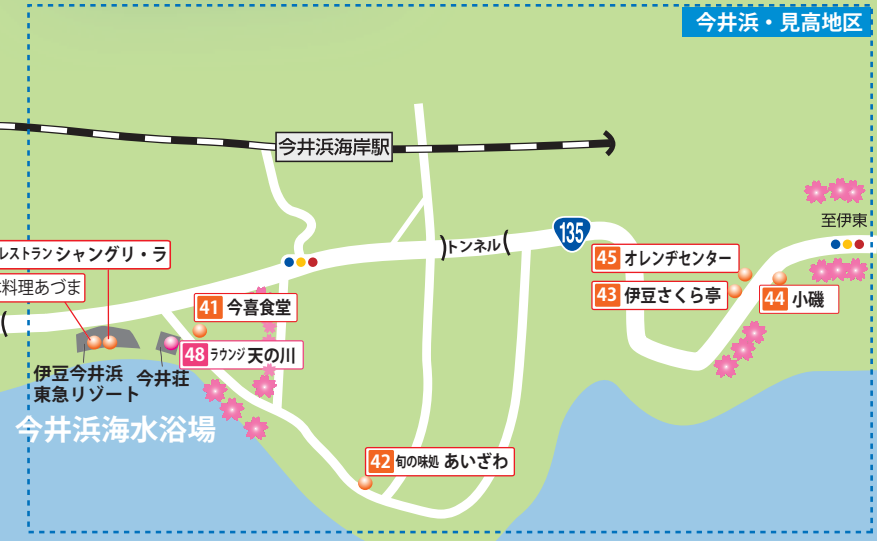 今井浜・見高地区
今井浜海岸駅
至伊東
135
トンネル
レストラン シャングリ・ラ
料理あづま
45 オレンヂセンター
43 伊豆さくら亭
44 小磯
41 今喜食堂
48 ラウンジ 天の川
伊豆今井浜
東急リゾート
今井荘
今井浜海水浴場
42 旬の味処 あいざわ